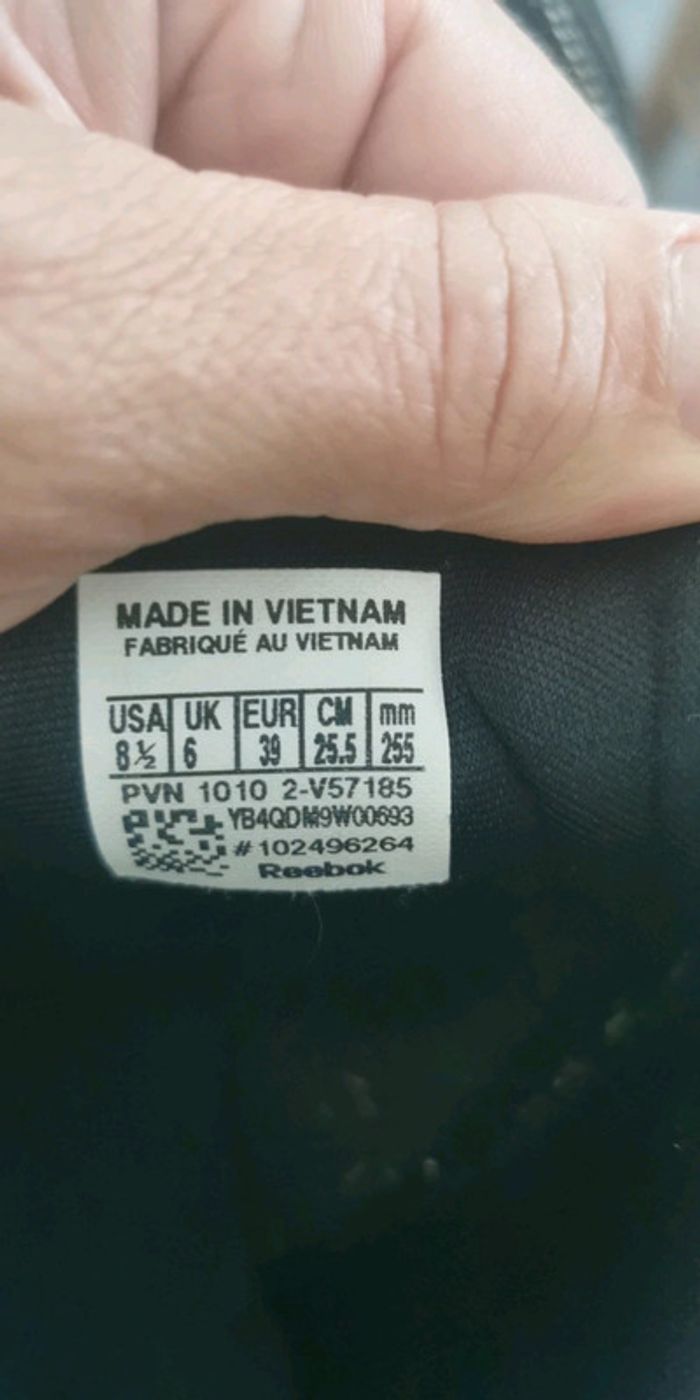 MADE IN VIETNAM
FABRIQUÉ AU VIETNAM
USA UK EUR CM mm
8½ 6 39 25.5 255
PVN 1010 2-V57185
YB4QDM9W00693
#102496264
Reebok